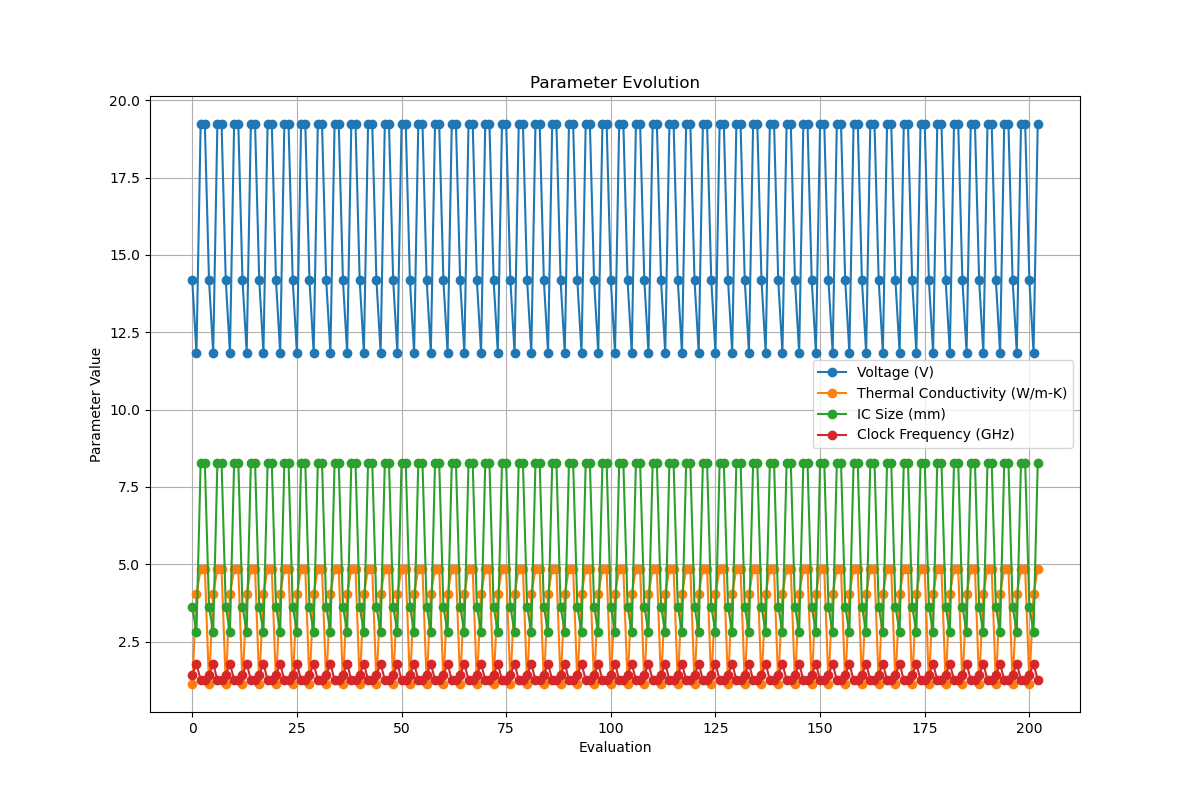 Parameter Evolution
20.0
17.5
15.0
12.5
10.0
7.5
5.0
2.5
Parameter Value
Voltage (V)
Thermal Conductivity (W/m-K)
IC Size (mm)
Clock Frequency (GHz)
0 25 50 75 100 125 150 175 200
Evaluation